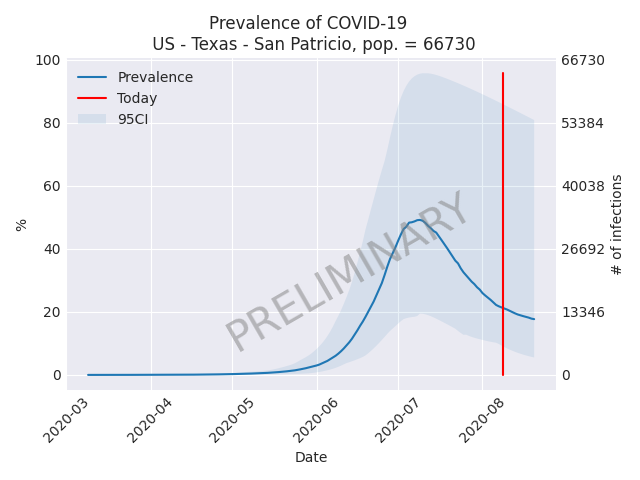 Prevalence of COVID-19
US - Texas - San Patricio, pop. = 66730
100
80
60
40
20
0
%
Prevalence
Today
95CI
PRELIMINARY
66730
53384
40038
26692
13346
0
# of infections
2020-03
2020-04
2020-05
2020-06
2020-07
2020-08
Date